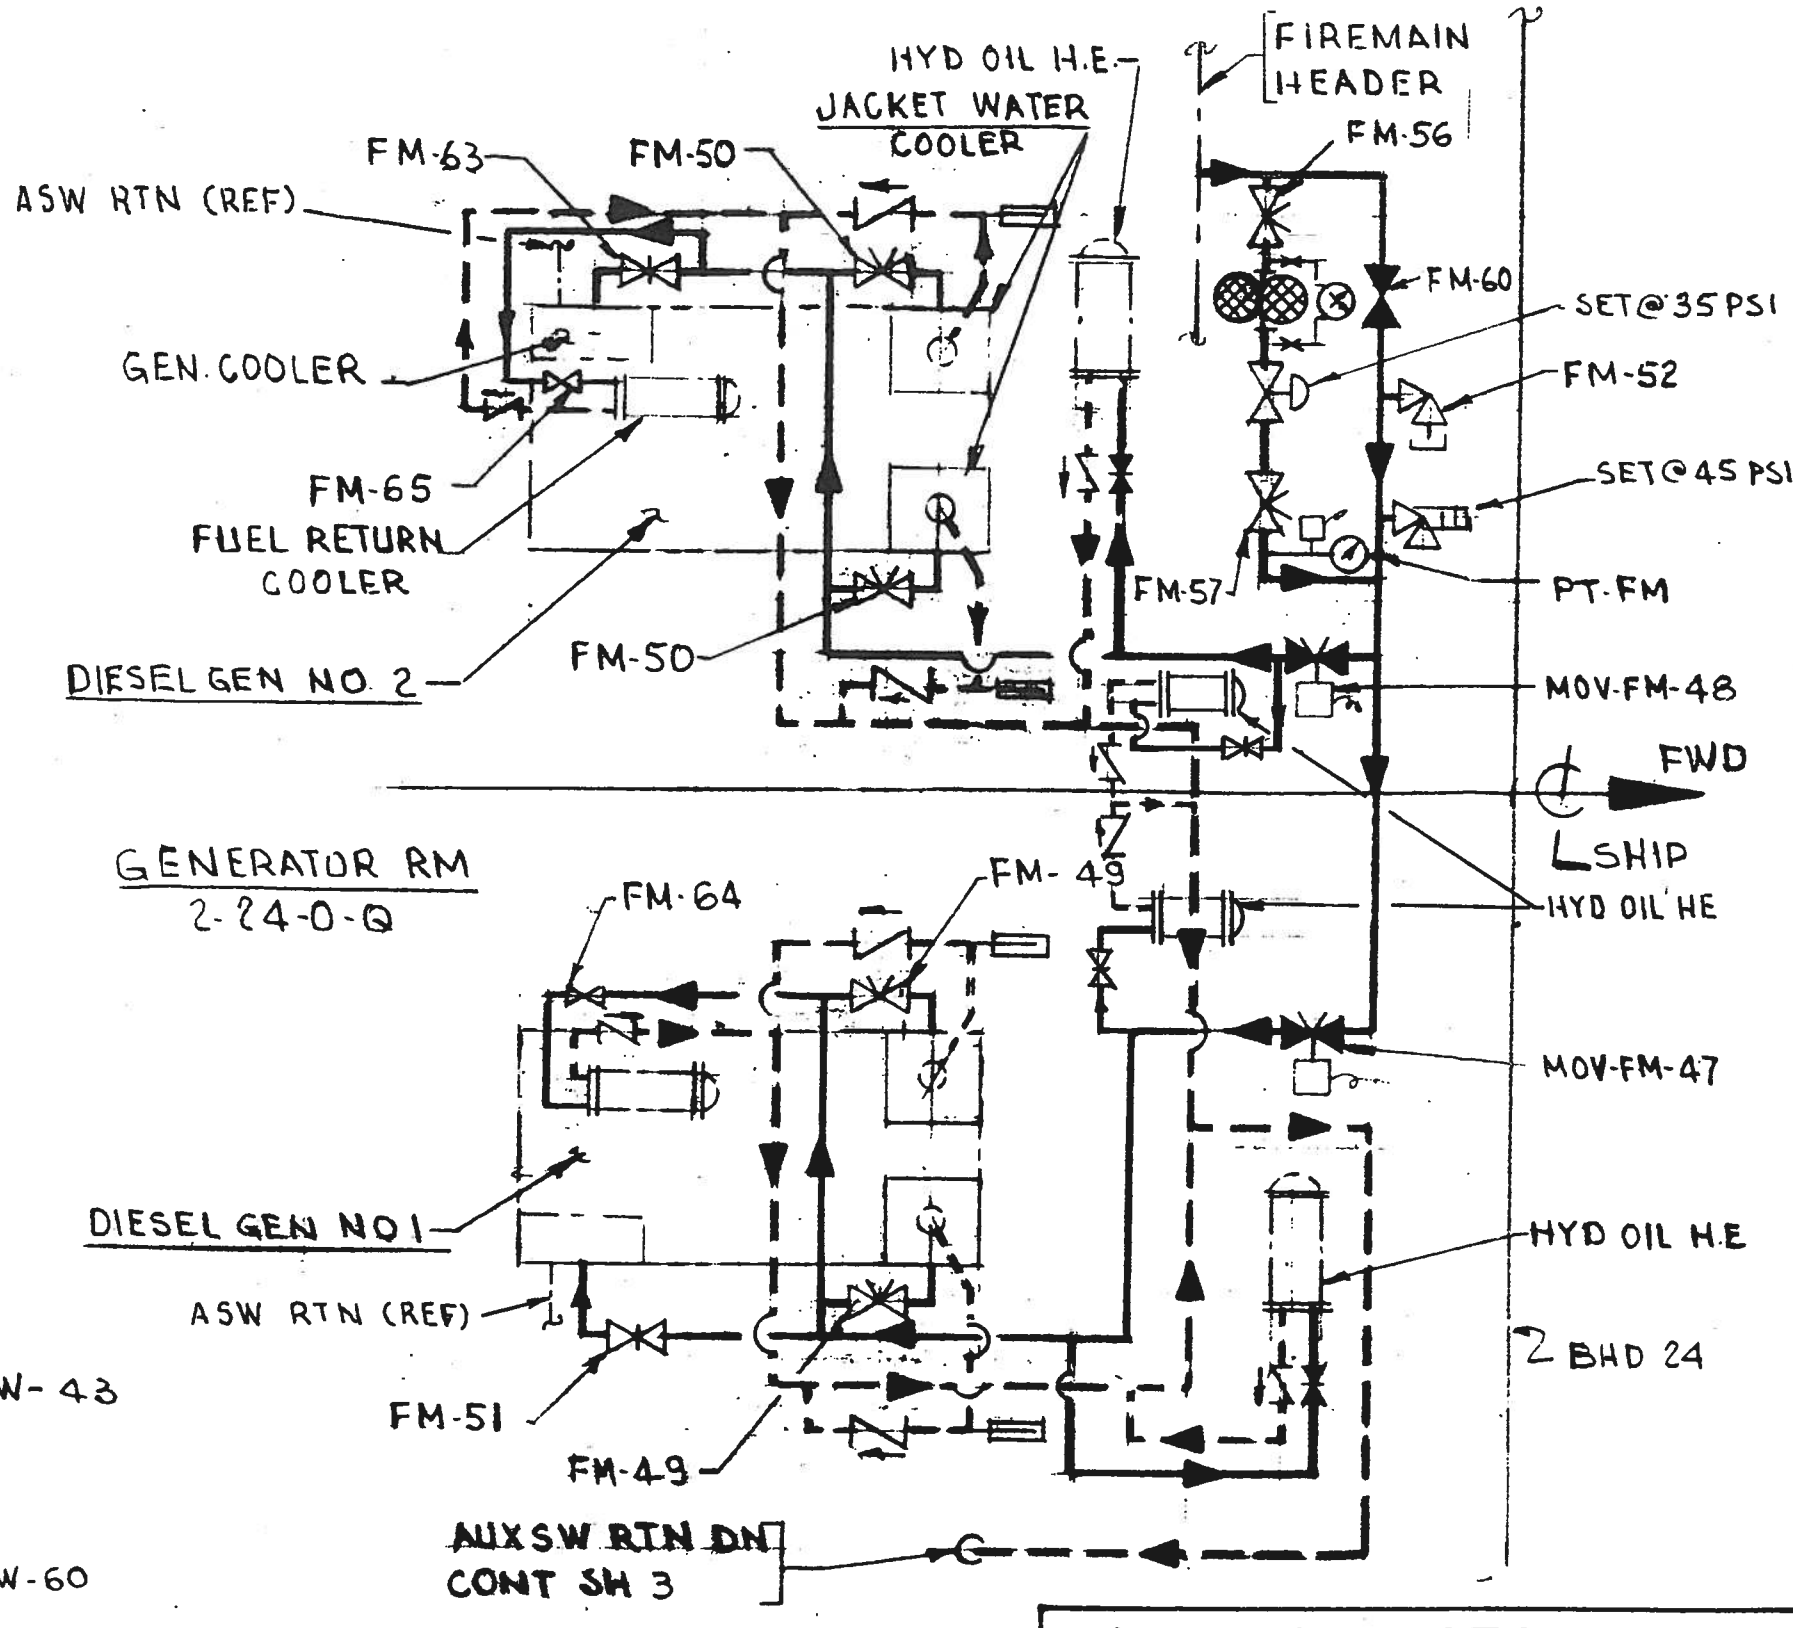 HYD OIL H.E.
FIREMAIN
HEADER
JACKET WATER
COOLER
FM-56
FM-63
FM-50
ASW RTN (REF)
FM-60
SET@35 PSI
GEN. COOLER
FM-52
FM-65
SET@45 PSI
FUEL RETURN
COOLER
FM-57
PT-FM
FM-50
DIESEL GEN NO. 2
MOV-FM-48
FWD
GENERATOR RM
2-24-0-Q
SHIP
FM-49
FM-64
HYD OIL HE
MOV-FM-47
DIESEL GEN NO 1
HYD OIL H.E
ASW RTN (REF)
BHD 24
W-43
FM-51
FM-49
AUX SW RTN DN
CONT SH 3
W-60